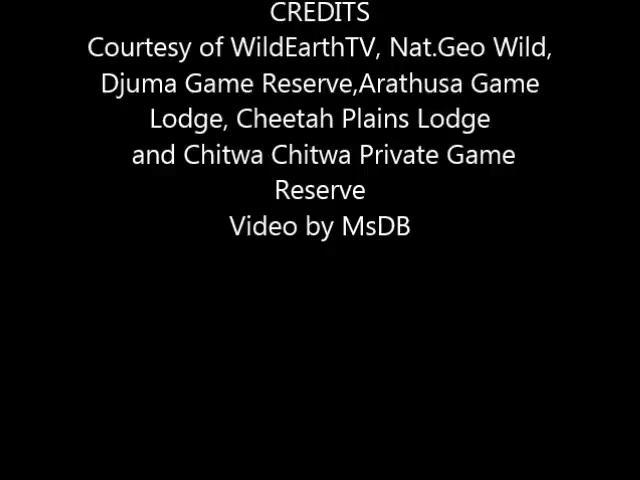 CREDITS
Courtesy of WildEarthTV, Nat.Geo Wild,
Djuma Game Reserve,Arathusa Game
Lodge, Cheetah Plains Lodge
and Chitwa Chitwa Private Game
Reserve
Video by MsDB